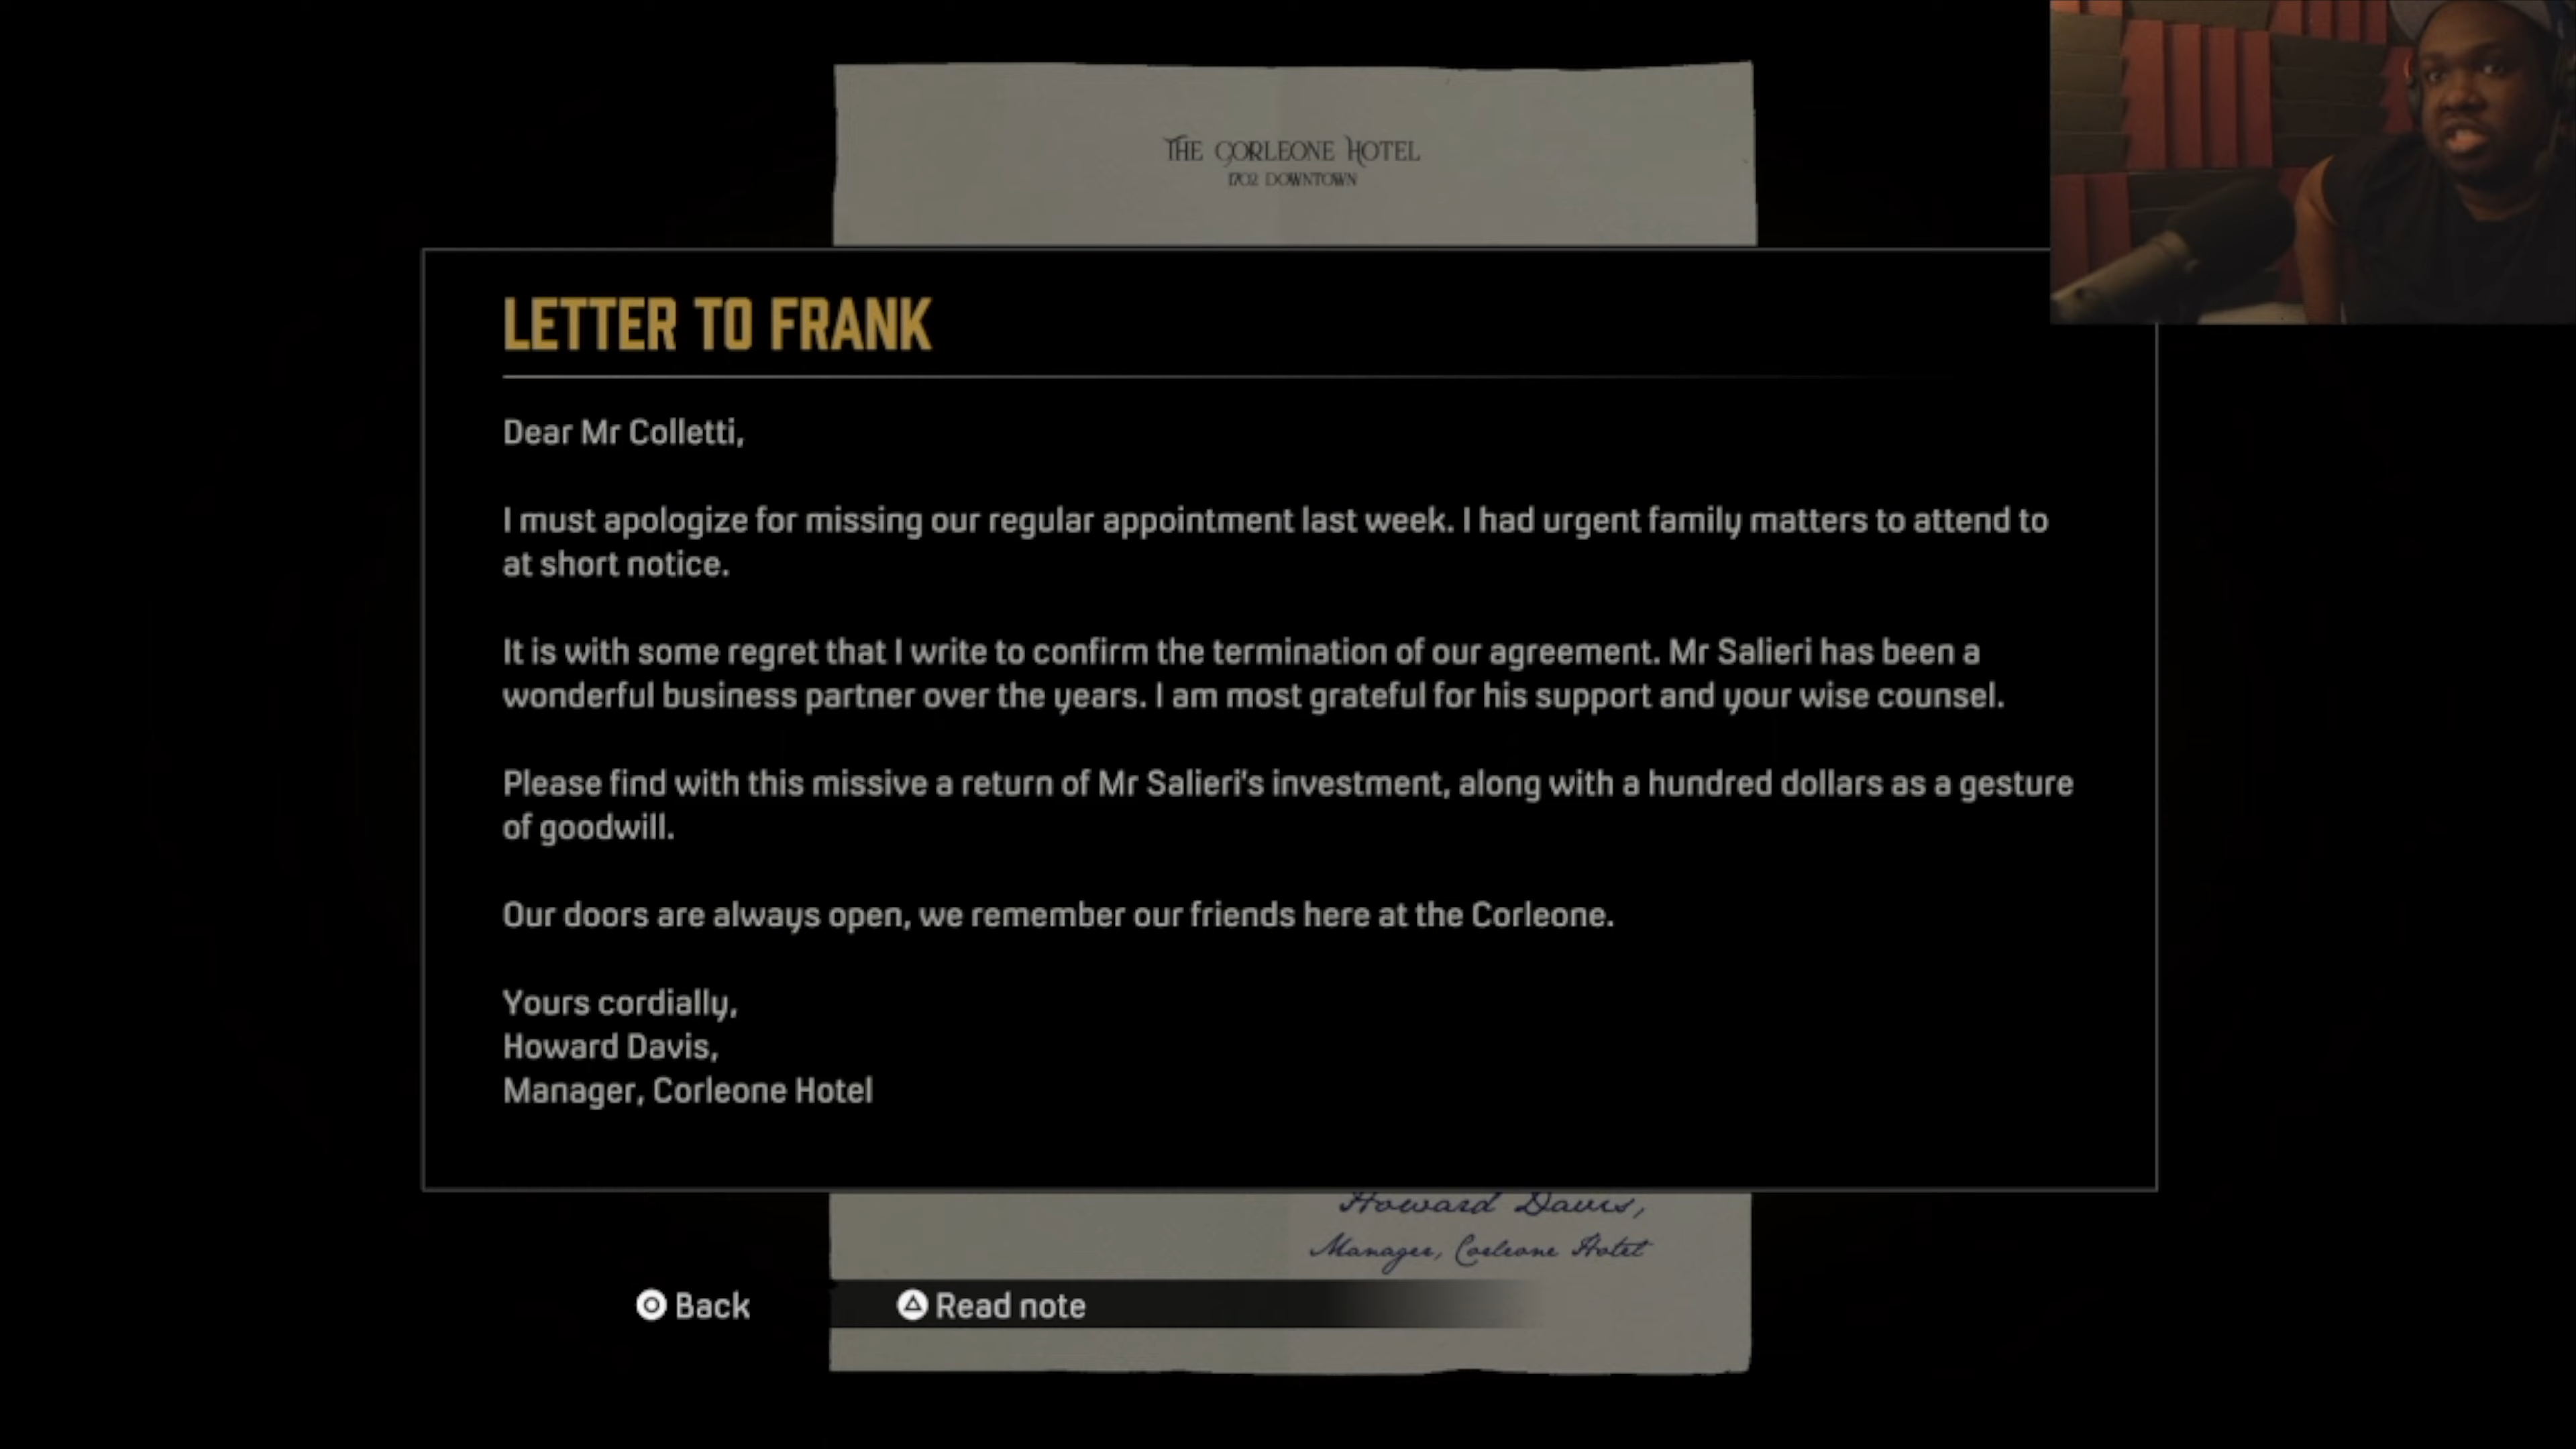 THE CORLEONE HOTEL
1702 DOWNTOWN
LETTER TO FRANK
Dear Mr Colletti,
I must apologize for missing our regular appointment last week. I had urgent family matters to attend to
at short notice.
It is with some regret that I write to confirm the termination of our agreement. Mr Salieri has been a
wonderful business partner over the years. I am most grateful for his support and your wise counsel.
Please find with this missive a return of Mr Salieri's investment, along with a hundred dollars as a gesture
of goodwill.
Our doors are always open, we remember our friends here at the Corleone.
Yours cordially,
Howard Davis,
Manager, Corleone Hotel
Howard Davis,
Manager, Corleone Hotel
Back
Read note